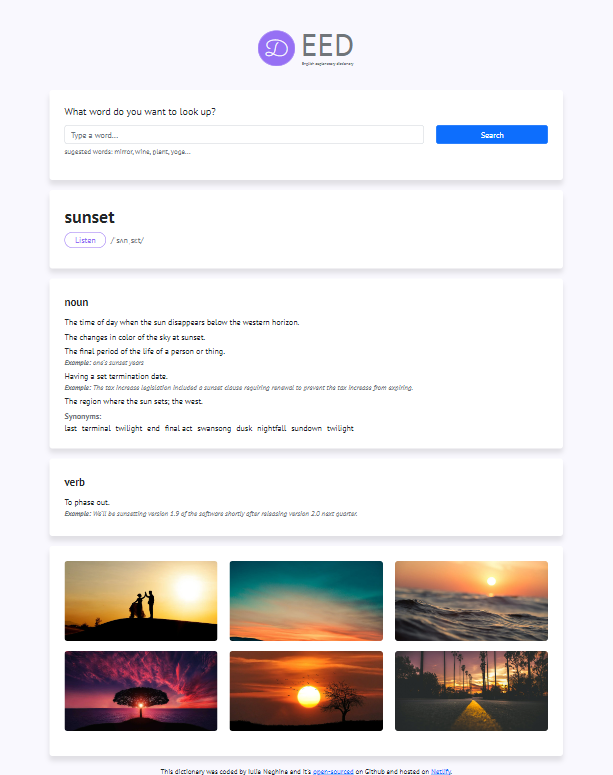 D EED
English explanatory dictionary
What word do you want to look up?
Type a word...
Search
sugested words: mirror, wine, plant, yoga...
sunset
Listen /ˈsʌnˌsɛt/
noun
The time of day when the sun disappears below the western horizon.
The changes in color of the sky at sunset.
The final period of the life of a person or thing.
Example: one's sunset years
Having a set termination date.
Example: The tax increase legislation included a sunset clause requiring renewal to prevent the tax increase from expiring.
The region where the sun sets; the west.
Synonyms:
last terminal twilight end final act swansong dusk nightfall sundown twilight
verb
To phase out.
Example: We'll be sunsetting version 1.9 of the software shortly after releasing version 2.0 next quarter.
This dictionary was coded by Iulia Neghina and it's open-sourced on Github and hosted on Netlify.